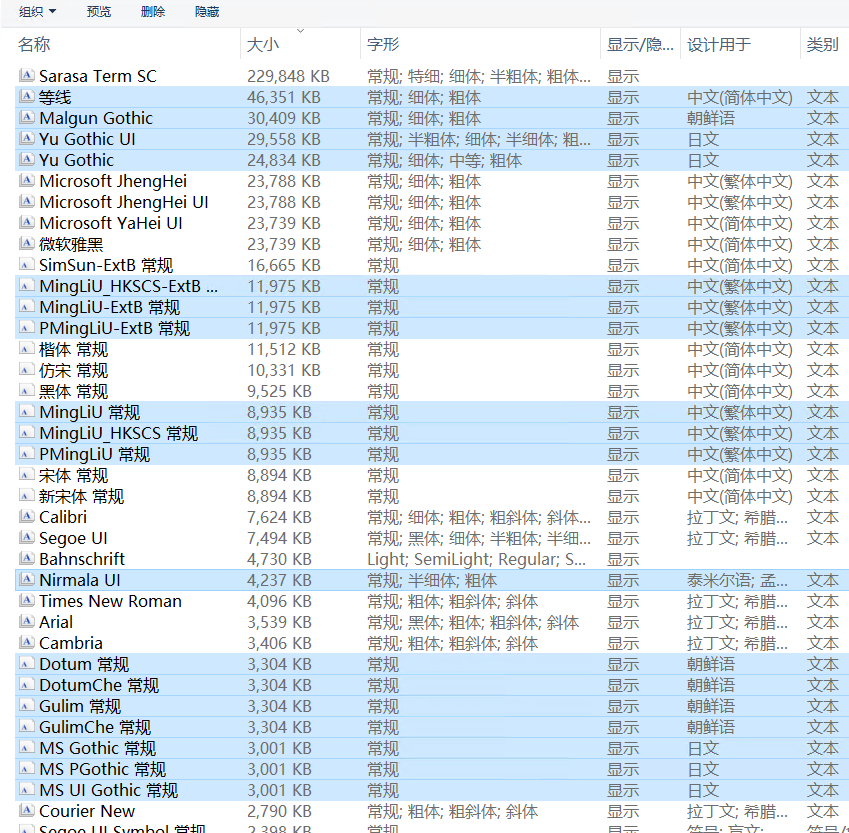 组织 预览 删除 隐藏
名称 大小 字形 显示/隐... 设计用于 类别
Sarasa Term SC 229,848 KB 常规; 特细; 细体; 半粗体; 粗体... 显示
等线 46,351 KB 常规; 细体; 粗体 显示 中文(简体中文) 文本
Malgun Gothic 30,409 KB 常规; 细体; 粗体 显示 朝鲜语 文本
Yu Gothic UI 29,558 KB 常规; 半粗体; 细体; 半细体; 粗... 显示 日文 文本
Yu Gothic 24,834 KB 常规; 细体; 中等; 粗体 显示 日文 文本
Microsoft JhengHei 23,788 KB 常规; 细体; 粗体 显示 中文(繁体中文) 文本
Microsoft JhengHei UI 23,788 KB 常规; 细体; 粗体 显示 中文(繁体中文) 文本
Microsoft YaHei UI 23,739 KB 常规; 细体; 粗体 显示 中文(简体中文) 文本
微软雅黑 23,739 KB 常规; 细体; 粗体 显示 中文(简体中文) 文本
SimSun-ExtB 常规 16,665 KB 常规 显示 中文(简体中文) 文本
MingLiU_HKSCS-ExtB ... 11,975 KB 常规 显示 中文(繁体中文) 文本
MingLiU-ExtB 常规 11,975 KB 常规 显示 中文(繁体中文) 文本
PMingLiU-ExtB 常规 11,975 KB 常规 显示 中文(繁体中文) 文本
楷体 常规 11,512 KB 常规 显示 中文(简体中文) 文本
仿宋 常规 10,331 KB 常规 显示 中文(简体中文) 文本
黑体 常规 9,525 KB 常规 显示 中文(简体中文) 文本
MingLiU 常规 8,935 KB 常规 显示 中文(繁体中文) 文本
MingLiU_HKSCS 常规 8,935 KB 常规 显示 中文(繁体中文) 文本
PMingLiU 常规 8,935 KB 常规 显示 中文(繁体中文) 文本
宋体 常规 8,894 KB 常规 显示 中文(简体中文) 文本
新宋体 常规 8,894 KB 常规 显示 中文(简体中文) 文本
Calibri 7,624 KB 常规; 细体; 粗体; 粗斜体; 斜体... 显示 拉丁文; 希腊... 文本
Segoe UI 7,494 KB 常规; 黑体; 细体; 半粗体; 半细... 显示 拉丁文; 希腊... 文本
Bahnschrift 4,730 KB Light; SemiLight; Regular; S... 显示
Nirmala UI 4,237 KB 常规; 半细体; 粗体 显示 泰米尔语; 孟... 文本
Times New Roman 4,096 KB 常规; 粗体; 粗斜体; 斜体 显示 拉丁文; 希腊... 文本
Arial 3,539 KB 常规; 黑体; 粗体; 粗斜体; 斜体 显示 拉丁文; 希腊... 文本
Cambria 3,406 KB 常规; 粗体; 粗斜体; 斜体 显示 拉丁文; 希腊... 文本
Dotum 常规 3,304 KB 常规 显示 朝鲜语 文本
DotumChe 常规 3,304 KB 常规 显示 朝鲜语 文本
Gulim 常规 3,304 KB 常规 显示 朝鲜语 文本
GulimChe 常规 3,304 KB 常规 显示 朝鲜语 文本
MS Gothic 常规 3,001 KB 常规 显示 日文 文本
MS PGothic 常规 3,001 KB 常规 显示 日文 文本
MS UI Gothic 常规 3,001 KB 常规 显示 日文 文本
Courier New 2,790 KB 常规; 粗体; 粗斜体; 斜体 显示 拉丁文; 希腊... 文本
Segoe UI Symbol 常规 2,398 KB 常规 显示